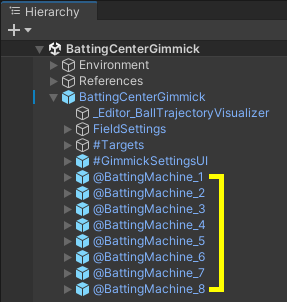 Hierarchy
BattingCenterGimmick
Environment
References
BattingCenterGimmick
_Editor_BallTrajectoryVisualizer
FieldSettings
#Targets
#GimmickSettingsUI
@BattingMachine_1
@BattingMachine_2
@BattingMachine_3
@BattingMachine_4
@BattingMachine_5
@BattingMachine_6
@BattingMachine_7
@BattingMachine_8